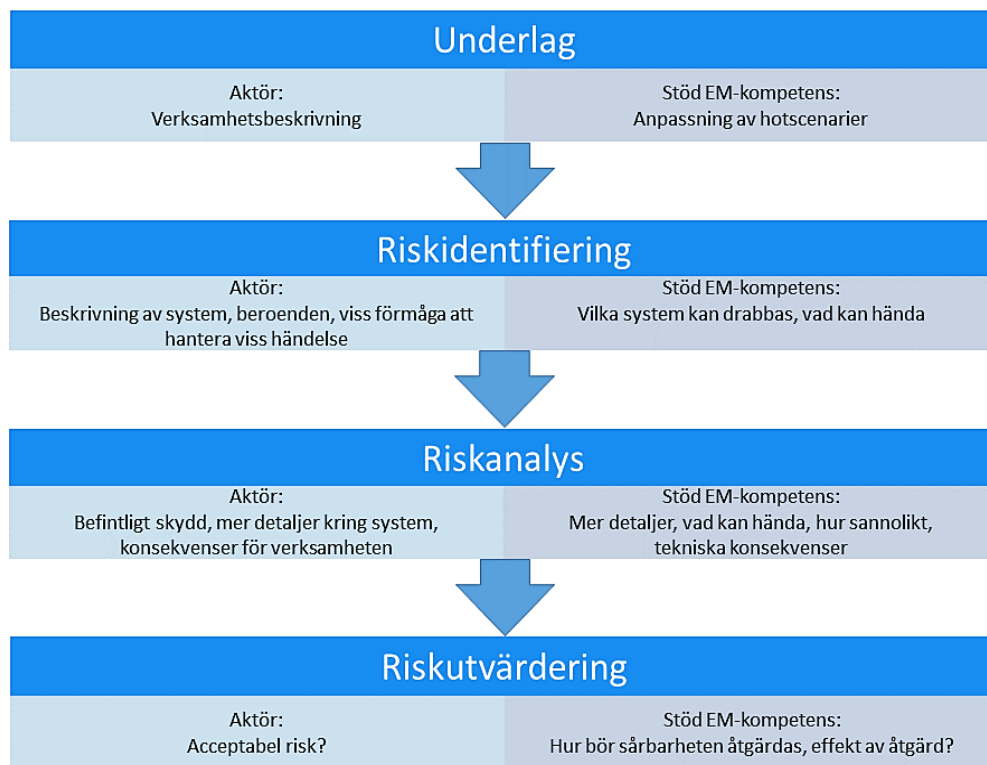 Underlag
Aktör:
Verksamhetsbeskrivning
Stöd EM-kompetens:
Anpassning av hotscenarier
Riskidentifiering
Aktör:
Beskrivning av system, beroenden, viss förmåga att
hantera viss händelse
Stöd EM-kompetens:
Vilka system kan drabbas, vad kan hända
Riskanalys
Aktör:
Befintligt skydd, mer detaljer kring system,
konsekvenser för verksamheten
Stöd EM-kompetens:
Mer detaljer, vad kan hända, hur sannolikt,
tekniska konsekvenser
Riskutvärdering
Aktör:
Acceptabel risk?
Stöd EM-kompetens:
Hur bör sårbarheten åtgärdas, effekt av åtgärd?